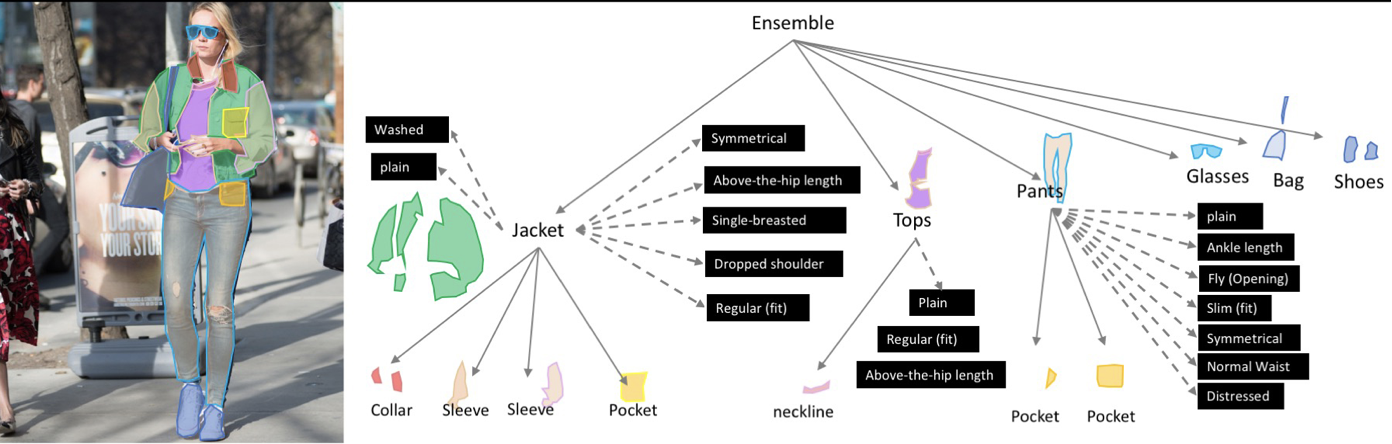 Ensemble
Washed
plain
Symmetrical
Above-the-hip length
Single-breasted
Dropped shoulder
Regular (fit)
Jacket
Collar
Sleeve
Sleeve
Pocket
Tops
Plain
Regular (fit)
Above-the-hip length
neckline
Pants
Pocket
Pocket
Glasses
Bag
Shoes
plain
Ankle length
Fly (Opening)
Slim (fit)
Symmetrical
Normal Waist
Distressed
YOUR STOR